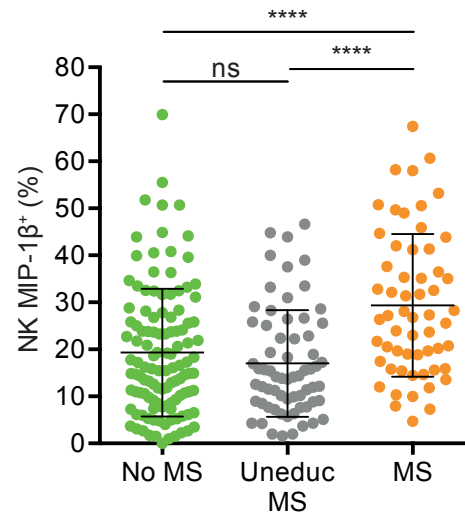 ****
ns
****
80
70
60
50
40
30
20
10
0
NK MIP-1β⁺ (%)
No MS
Uneduc
MS
MS